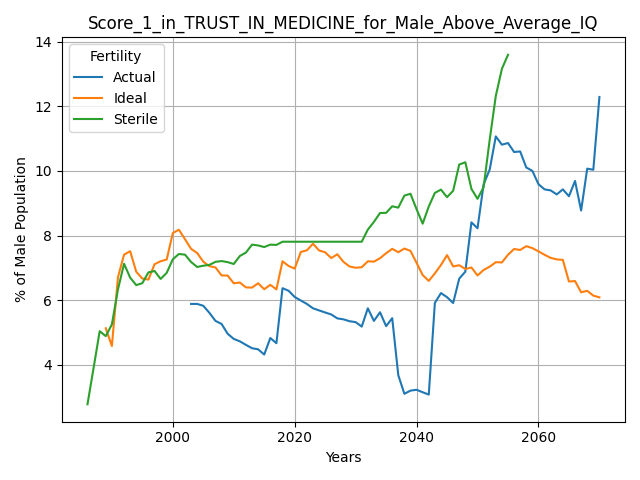 Score_1_in_TRUST_IN_MEDICINE_for_Male_Above_Average_IQ
Fertility
Actual
Ideal
Sterile
14
12
10
8
6
4
% of Male Population
2000
2020
2040
2060
Years